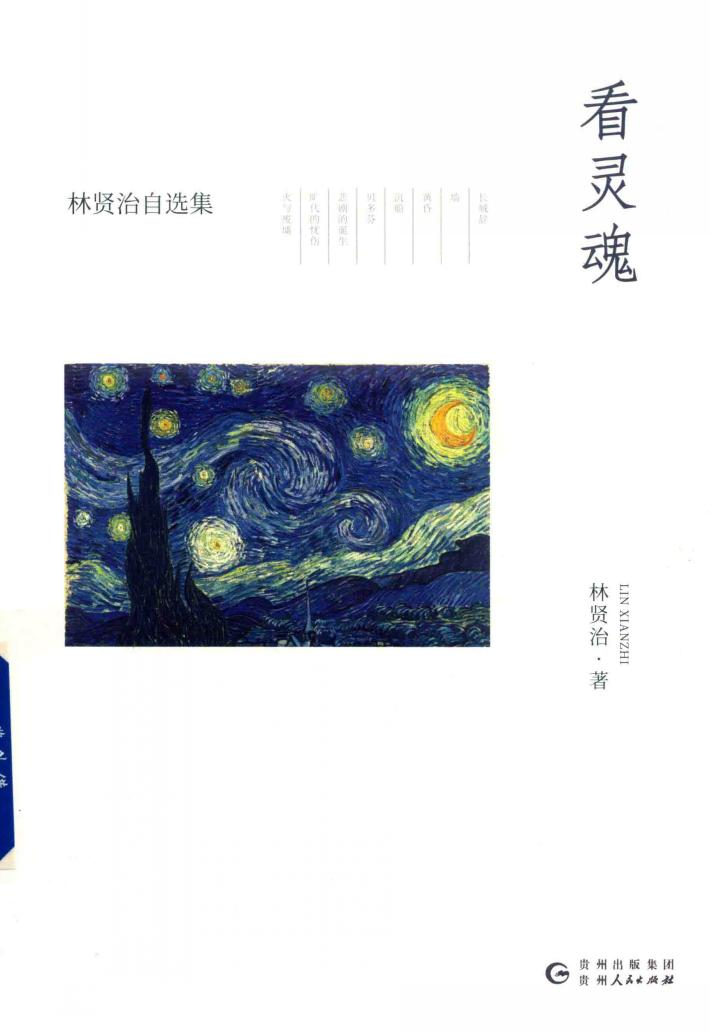 看灵魂
林贤治自选集
长城辞
墙
黄昏
沉船
贝多芬
悲剧的诞生
时代的忧伤
火与废墟
林贤治·著
LIN XIANZHI
贵州出版集团
贵州人民出版社